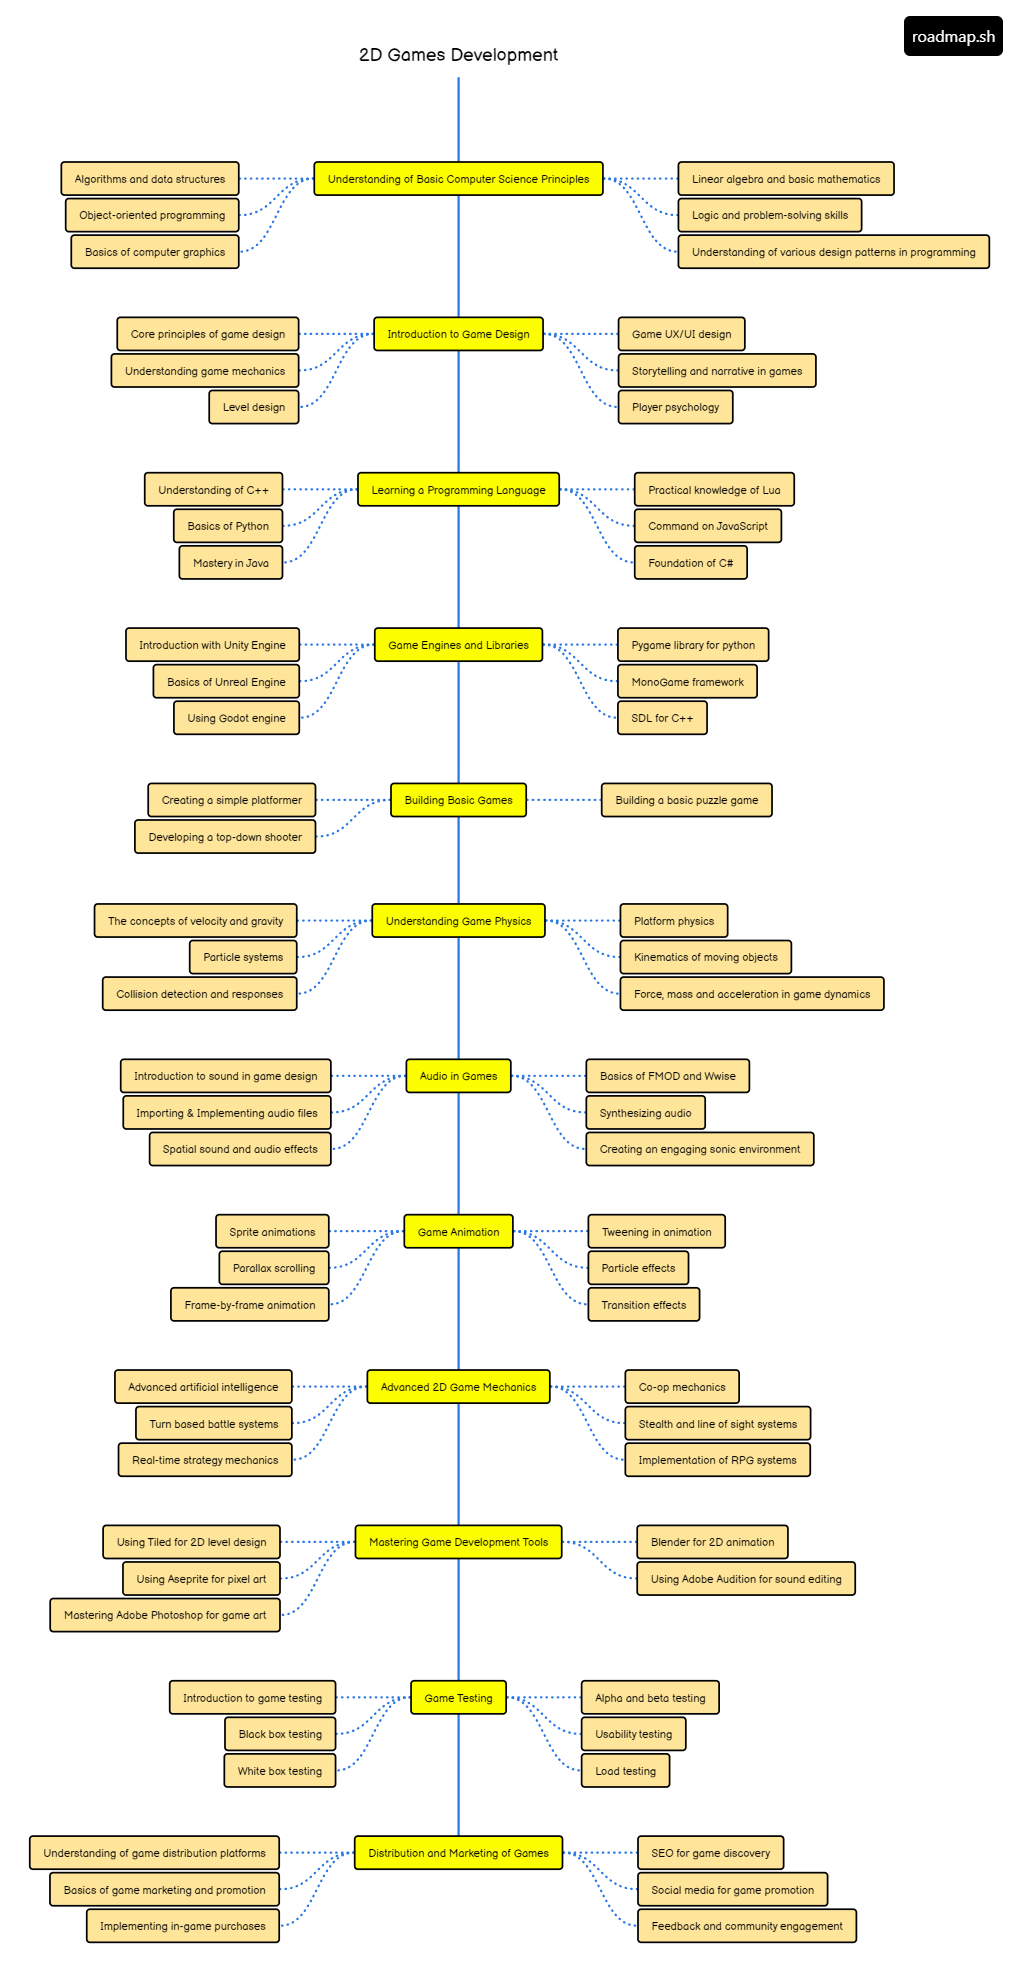 roadmap.sh
2D Games Development
Understanding of Basic Computer Science Principles
Algorithms and data structures
Object-oriented programming
Basics of computer graphics
Linear algebra and basic mathematics
Logic and problem-solving skills
Understanding of various design patterns in programming
Introduction to Game Design
Core principles of game design
Understanding game mechanics
Level design
Game UX/UI design
Storytelling and narrative in games
Player psychology
Learning a Programming Language
Understanding of C++
Basics of Python
Mastery in Java
Practical knowledge of Lua
Command on JavaScript
Foundation of C#
Game Engines and Libraries
Introduction with Unity Engine
Basics of Unreal Engine
Using Godot engine
Pygame library for python
MonoGame framework
SDL for C++
Building Basic Games
Creating a simple platformer
Developing a top-down shooter
Building a basic puzzle game
Understanding Game Physics
The concepts of velocity and gravity
Particle systems
Collision detection and responses
Platform physics
Kinematics of moving objects
Force, mass and acceleration in game dynamics
Audio in Games
Introduction to sound in game design
Importing & Implementing audio files
Spatial sound and audio effects
Basics of FMOD and Wwise
Synthesizing audio
Creating an engaging sonic environment
Game Animation
Sprite animations
Parallax scrolling
Frame-by-frame animation
Tweening in animation
Particle effects
Transition effects
Advanced 2D Game Mechanics
Advanced artificial intelligence
Turn based battle systems
Real-time strategy mechanics
Co-op mechanics
Stealth and line of sight systems
Implementation of RPG systems
Mastering Game Development Tools
Using Tiled for 2D level design
Using Aseprite for pixel art
Mastering Adobe Photoshop for game art
Blender for 2D animation
Using Adobe Audition for sound editing
Game Testing
Introduction to game testing
Black box testing
White box testing
Alpha and beta testing
Usability testing
Load testing
Distribution and Marketing of Games
Understanding of game distribution platforms
Basics of game marketing and promotion
Implementing in-game purchases
SEO for game discovery
Social media for game promotion
Feedback and community engagement